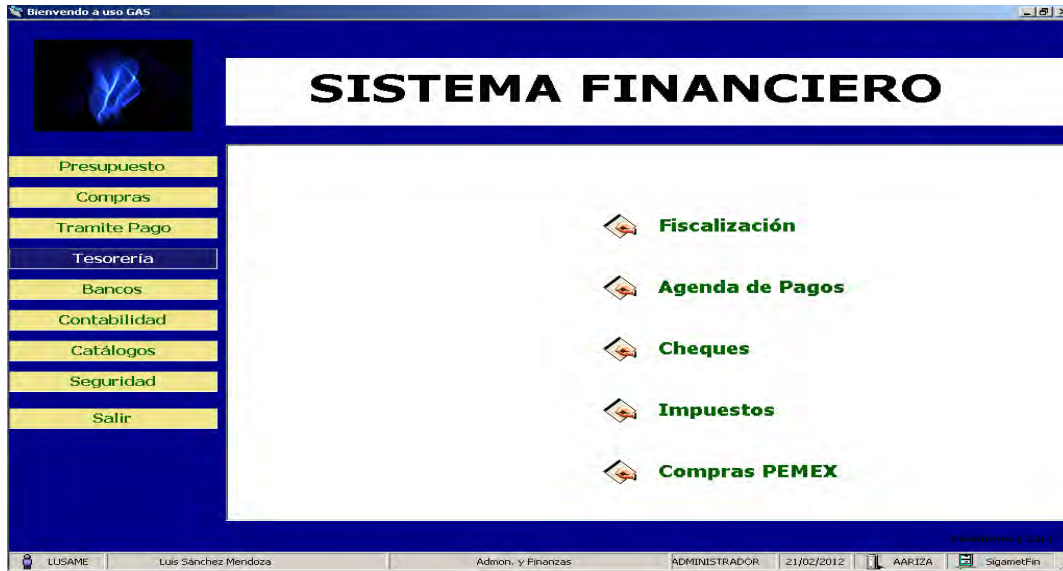 Bienvendo a uso GAS
SISTEMA FINANCIERO
Presupuesto
Compras
Tramite Pago
Tesorería
Bancos
Contabilidad
Catálogos
Seguridad
Salir
Fiscalización
Agenda de Pagos
Cheques
Impuestos
Compras PEMEX
LUSAME Luis Sánchez Mendoza Admon. y Finanzas ADMINISTRADOR 21/02/2012 AARIZA SigametFin